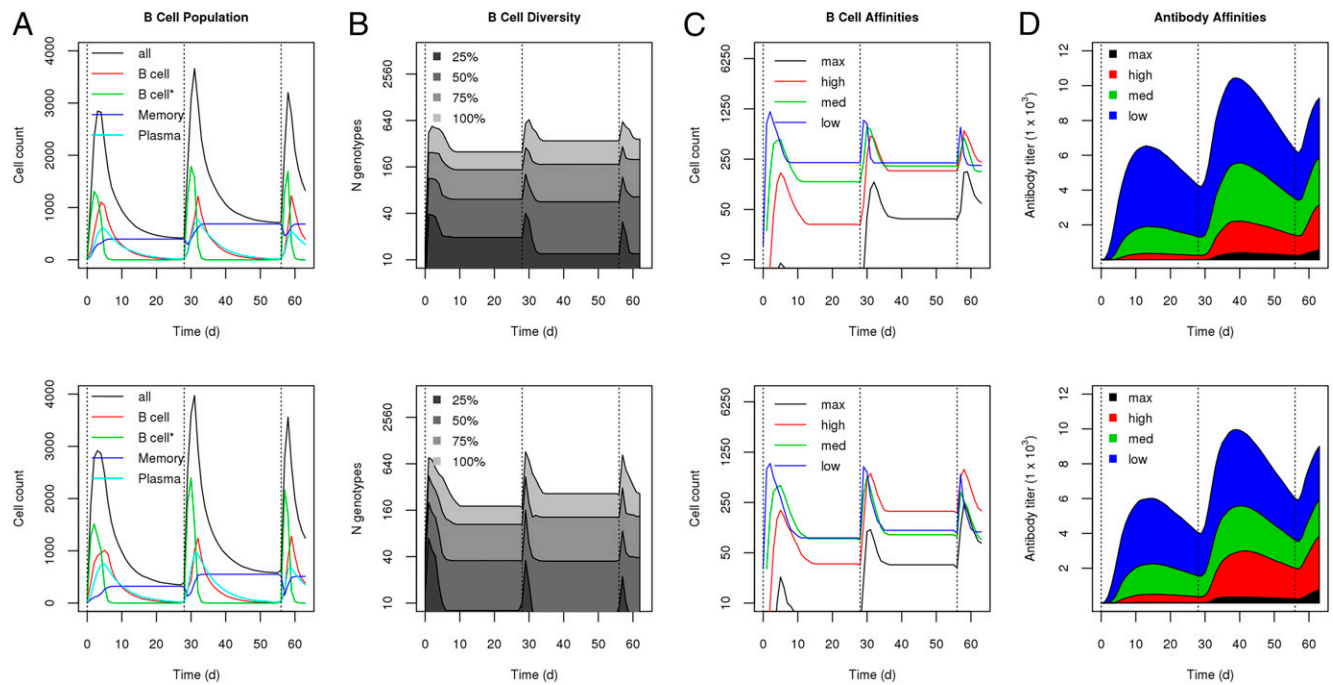 A
B Cell Population
Cell count
4000
3000
2000
1000
0
all
B cell
B cell*
Memory
Plasma
0 10 20 30 40 50 60
Time (d)
B
B Cell Diversity
N genotypes
2560
640
160
40
10
25%
50%
75%
100%
0 10 20 30 40 50 60
Time (d)
C
B Cell Affinities
Cell count
6250
1250
250
50
10
max
high
med
low
0 10 20 30 40 50 60
Time (d)
D
Antibody Affinities
Antibody titer (1 x 10³)
12
10
8
6
4
2
max
high
med
low
0 10 20 30 40 50 60
Time (d)
Cell count
4000
3000
2000
1000
0
all
B cell
B cell*
Memory
Plasma
0 10 20 30 40 50 60
Time (d)
N genotypes
2560
640
160
40
10
25%
50%
75%
100%
0 10 20 30 40 50 60
Time (d)
Cell count
6250
1250
250
50
10
max
high
med
low
0 10 20 30 40 50 60
Time (d)
Antibody titer (1 x 10³)
12
10
8
6
4
2
max
high
med
low
0 10 20 30 40 50 60
Time (d)